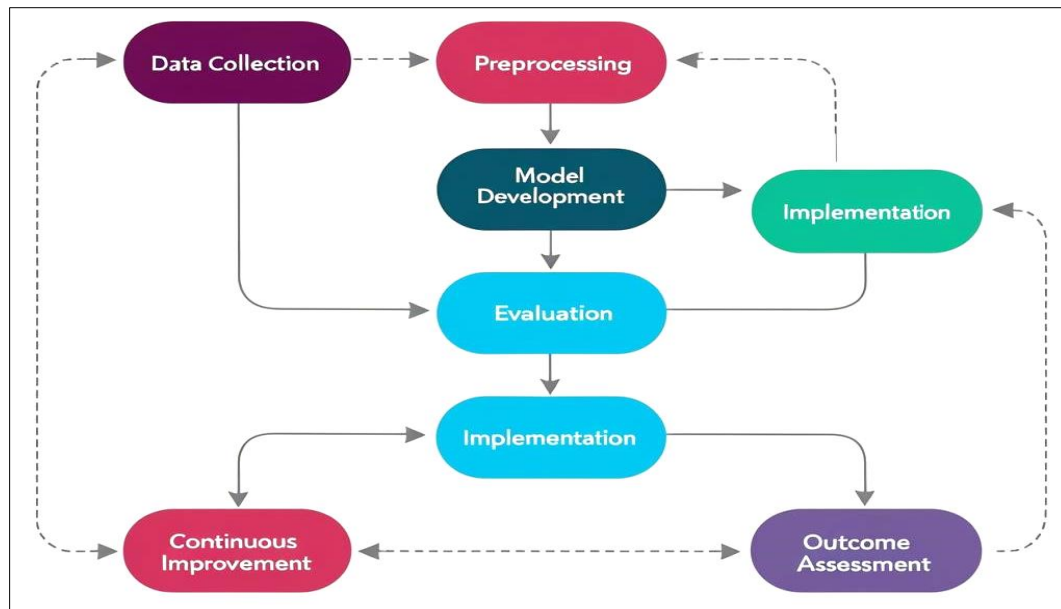 Data Collection
Preprocessing
Model
Development
Implementation
Evaluation
Implementation
Continuous
Improvement
Outcome
Assessment